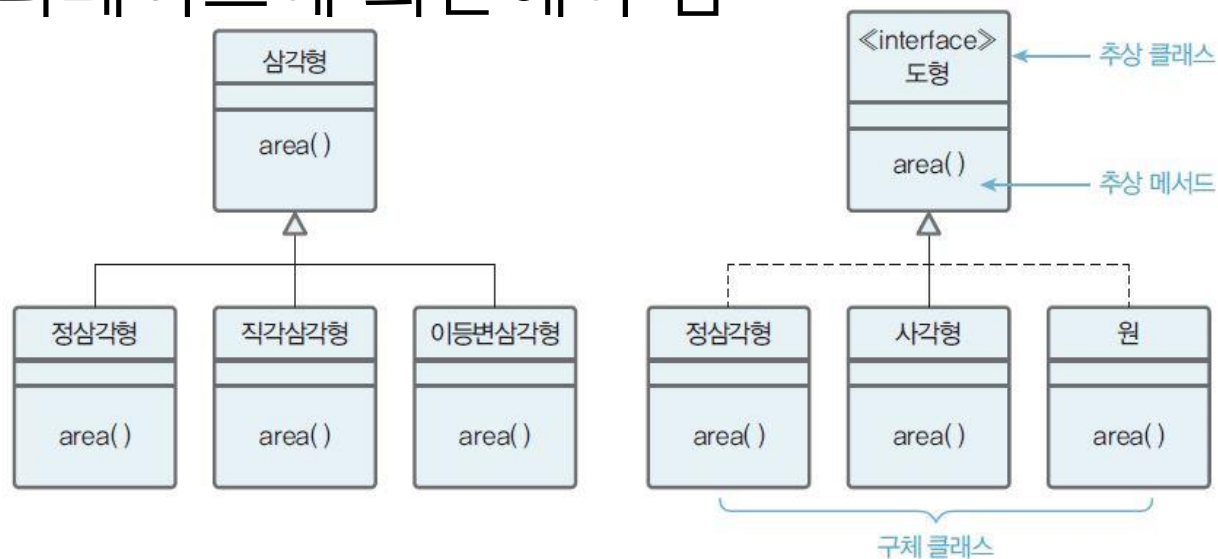 삼각형
area( )
정삼각형
area( )
직각삼각형
area( )
이등변삼각형
area( )
≪interface≫
도형
area( )
추상 클래스
추상 메서드
정삼각형
area( )
사각형
area( )
원
area( )
구체 클래스